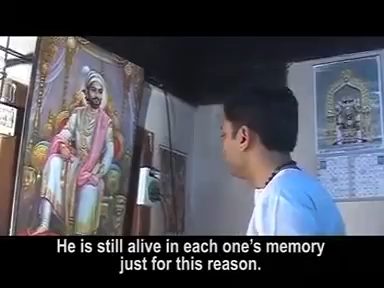 He is still alive in each one's memory
just for this reason.